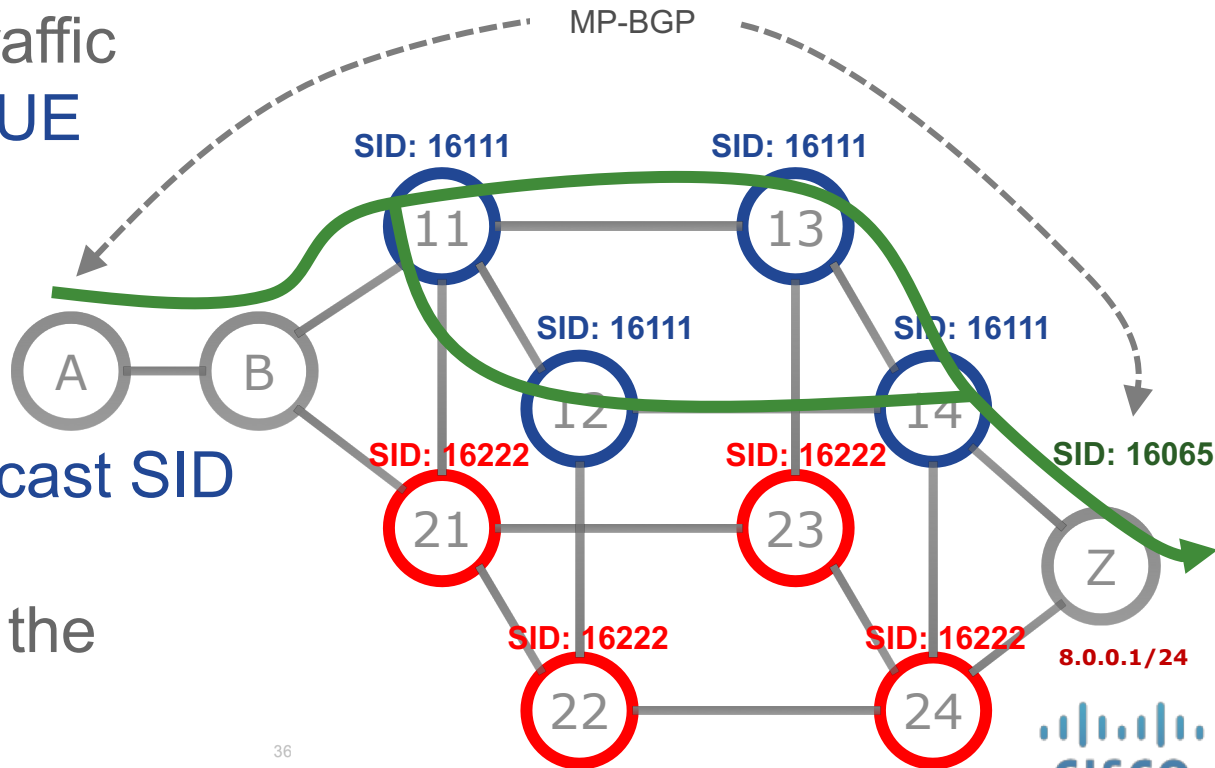 MP-BGP
affic
UE
SID: 16111
SID: 16111
11
13
SID: 16111
SID: 16111
A
B
12
14
cast SID
SID: 16222
SID: 16222
SID: 16065
21
23
Z
the
SID: 16222
SID: 16222
8.0.0.1/24
22
24
36
CISCO